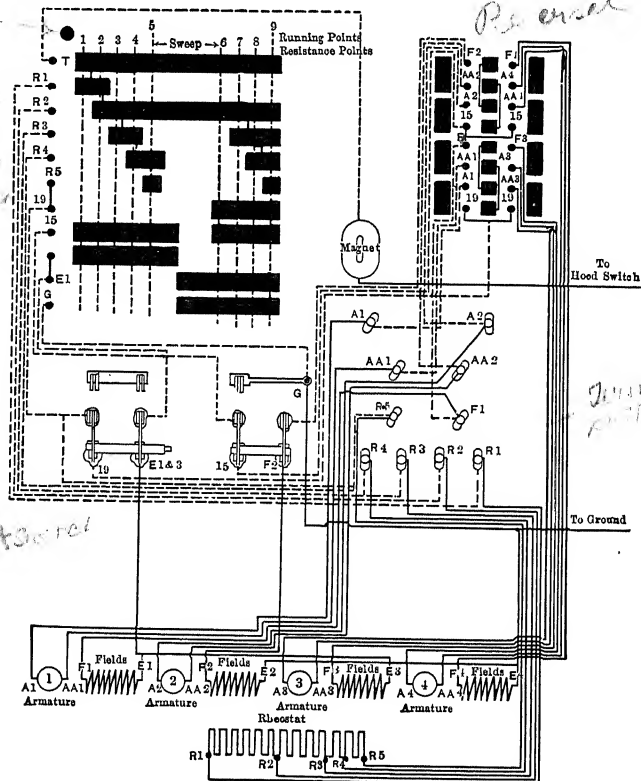 Reversal
5 9 Running Points
1 2 3 4 Sweep 6 7 8 Resistance Points
T
R1
R2
R3
R4
R5
19
15
E1
G
F2 F1
AA2 A4
A2 AA1
15 15
F3
AA1 A3
A1 AA3
19 19
Magnet
To
Hood Switch
A1 A2
AA1 AA2
R5 F1
G
R4 R3 R2 R1
19 E1&3 15 F2
To Ground
F1 Fields E1 F2 Fields E2 F3 Fields E3 F4 Fields E4
A1 1 AA1 A2 2 AA2 A3 3 AA3 A4 4 AA4
Armature Armature Armature Armature
Rheostat
R1 R2 R3 R4 R5